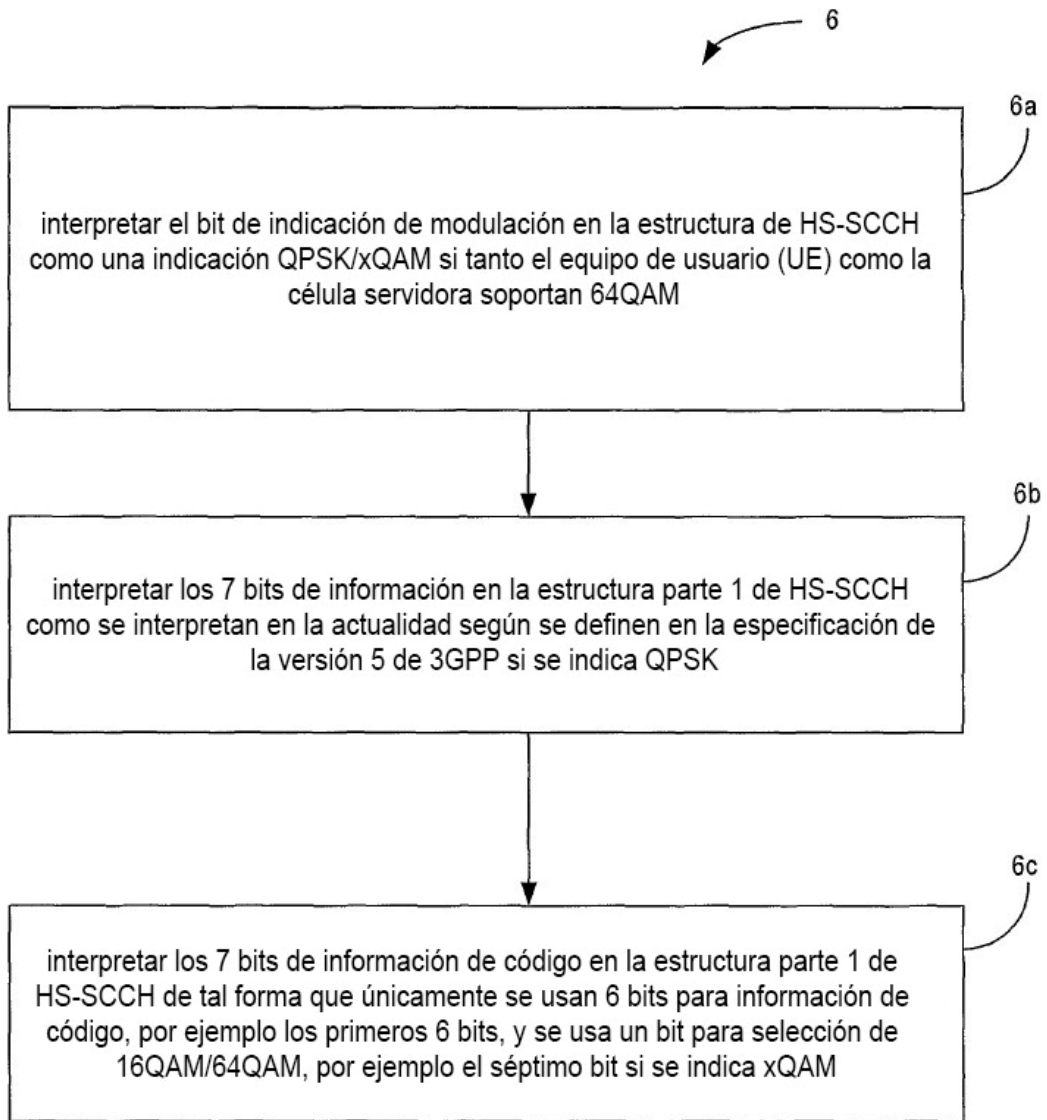 6
6a
interpretar el bit de indicación de modulación en la estructura de HS-SCCH
como una indicación QPSK/xQAM si tanto el equipo de usuario (UE) como la
célula servidora soportan 64QAM
6b
interpretar los 7 bits de información en la estructura parte 1 de HS-SCCH
como se interpretan en la actualidad según se definen en la especificación de
la versión 5 de 3GPP si se indica QPSK
6c
interpretar los 7 bits de información de código en la estructura parte 1 de
HS-SCCH de tal forma que únicamente se usan 6 bits para información de
código, por ejemplo los primeros 6 bits, y se usa un bit para selección de
16QAM/64QAM, por ejemplo el séptimo bit si se indica xQAM